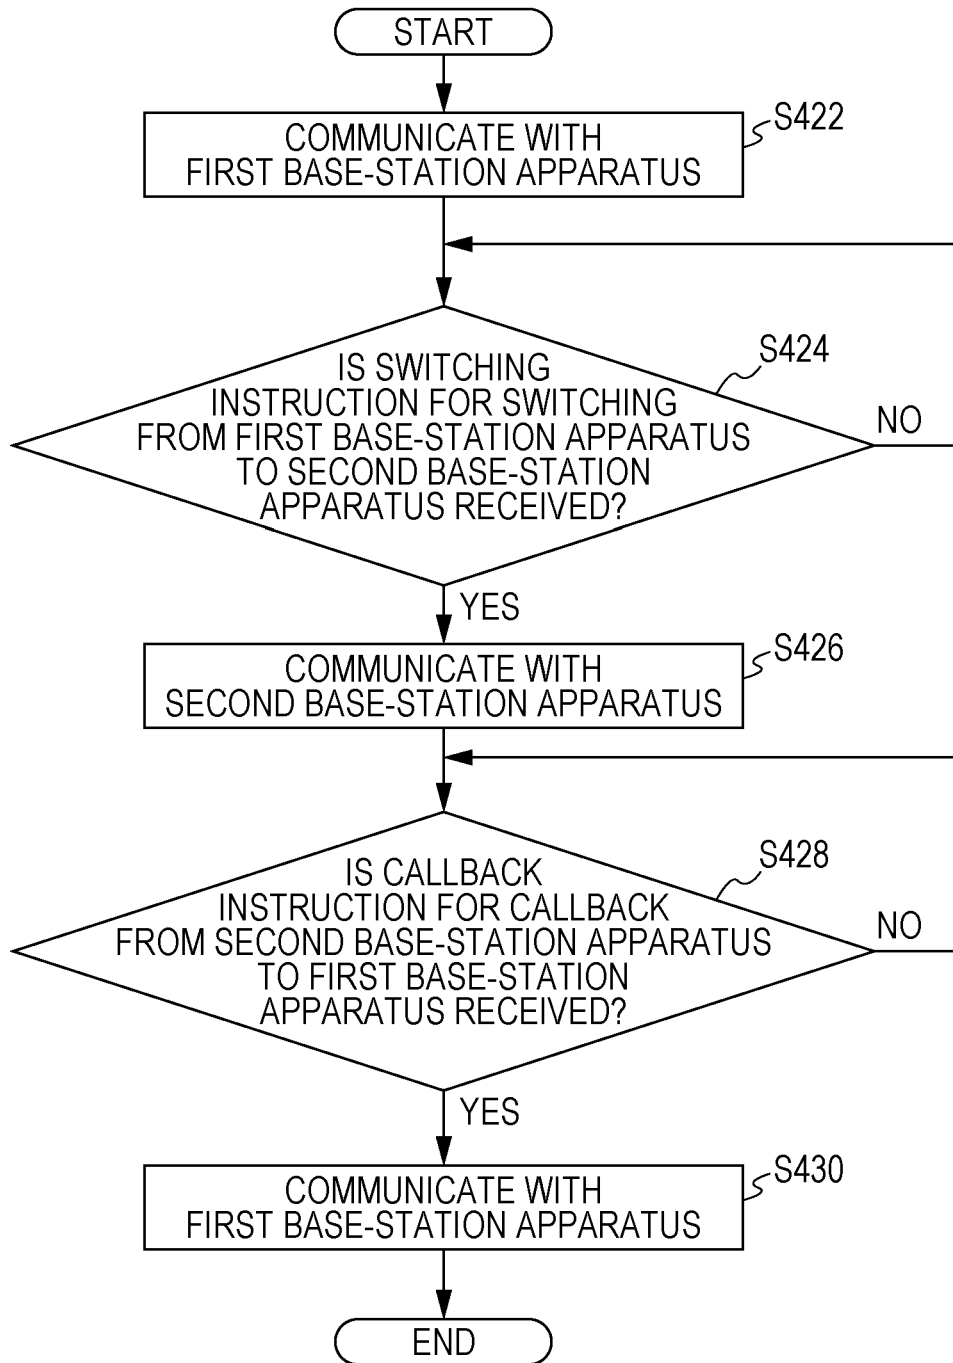 START
COMMUNICATE WITH
FIRST BASE-STATION APPARATUS
S422
IS SWITCHING
INSTRUCTION FOR SWITCHING
FROM FIRST BASE-STATION APPARATUS
TO SECOND BASE-STATION
APPARATUS RECEIVED?
S424
NO
YES
COMMUNICATE WITH
SECOND BASE-STATION APPARATUS
S426
IS CALLBACK
INSTRUCTION FOR CALLBACK
FROM SECOND BASE-STATION APPARATUS
TO FIRST BASE-STATION
APPARATUS RECEIVED?
S428
NO
YES
COMMUNICATE WITH
FIRST BASE-STATION APPARATUS
S430
END